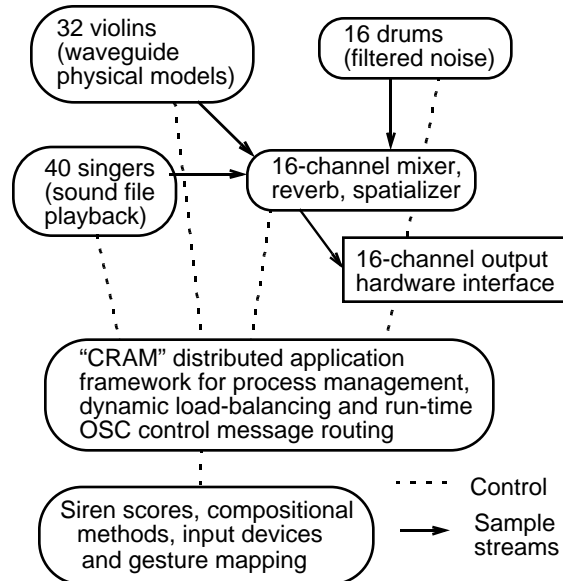 32 violins
(waveguide
physical models)
16 drums
(filtered noise)
40 singers
(sound file
playback)
16-channel mixer,
reverb, spatializer
16-channel output
hardware interface
“CRAM” distributed application
framework for process management,
dynamic load-balancing and run-time
OSC control message routing
Siren scores, compositional
methods, input devices
and gesture mapping
Control
Sample
streams